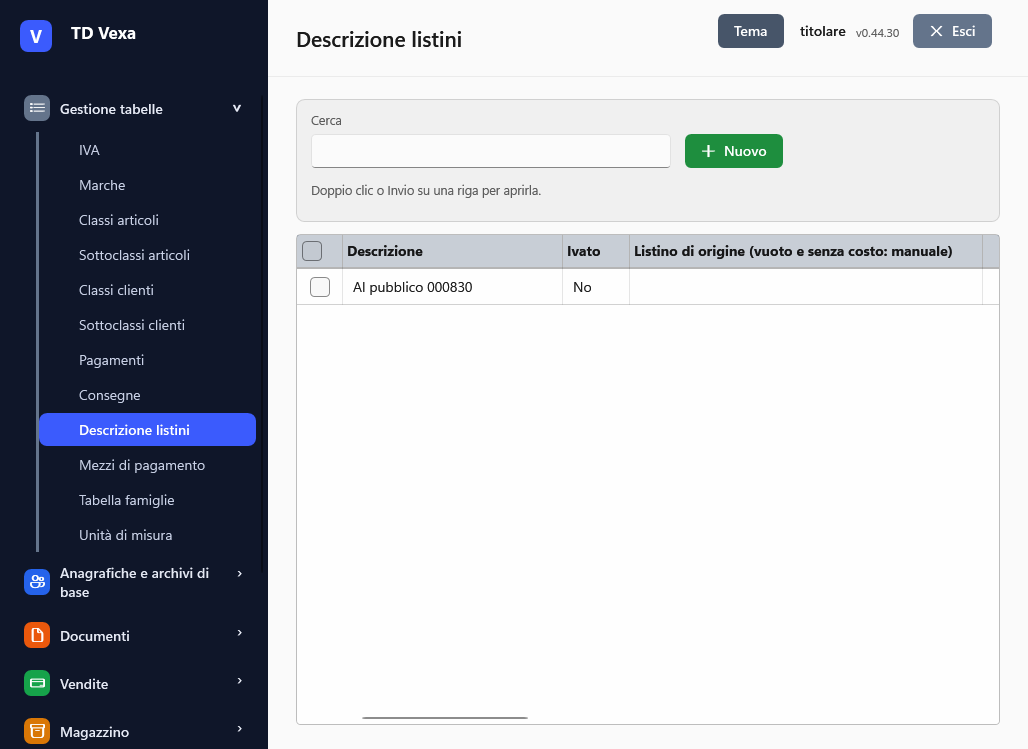 V TD Vexa
Descrizione listini
Tema titolare v0.44.30 Esci
Gestione tabelle
IVA
Marche
Classi articoli
Sottoclassi articoli
Classi clienti
Sottoclassi clienti
Pagamenti
Consegne
Descrizione listini
Mezzi di pagamento
Tabella famiglie
Unità di misura
Anagrafiche e archivi di
base
Documenti
Vendite
Magazzino
Cerca
Nuovo
Doppio clic o Invio su una riga per aprirla.
Descrizione Ivato Listino di origine (vuoto e senza costo: manuale)
Al pubblico 000830 No